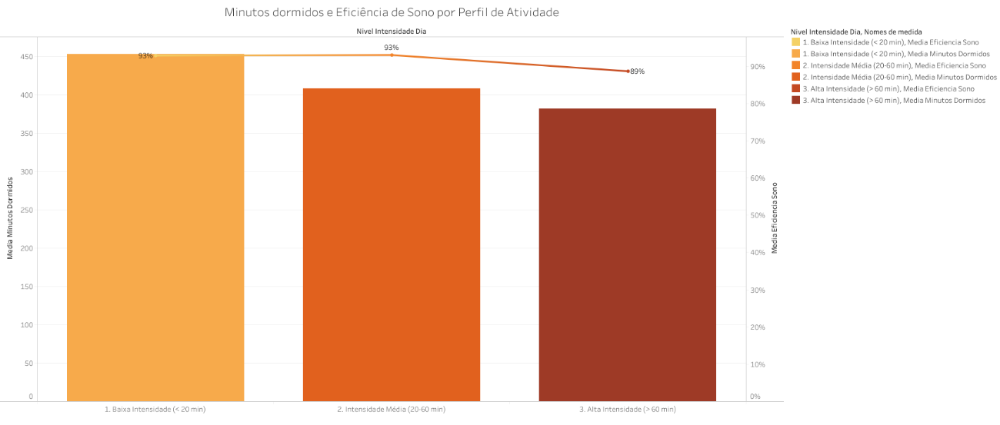 Minutos dormidos e Eficiência de Sono por Perfil de Atividade
Nivel Intensidade Dia
Nivel Intensidade Dia, Nomes de medida
1. Baixa Intensidade (< 20 min), Media Eficiencia Sono
1. Baixa Intensidade (< 20 min), Media Minutos Dormidos
2. Intensidade Média (20-60 min), Media Eficiencia Sono
2. Intensidade Média (20-60 min), Media Minutos Dormidos
3. Alta Intensidade (> 60 min), Media Eficiencia Sono
3. Alta Intensidade (> 60 min), Media Minutos Dormidos
Media Minutos Dormidos
450
400
350
300
250
200
150
100
50
0
93%
93%
89%
90%
80%
70%
60%
50%
40%
30%
20%
10%
0%
Media Eficiencia Sono
1. Baixa Intensidade (< 20 min)
2. Intensidade Média (20-60 min)
3. Alta Intensidade (> 60 min)